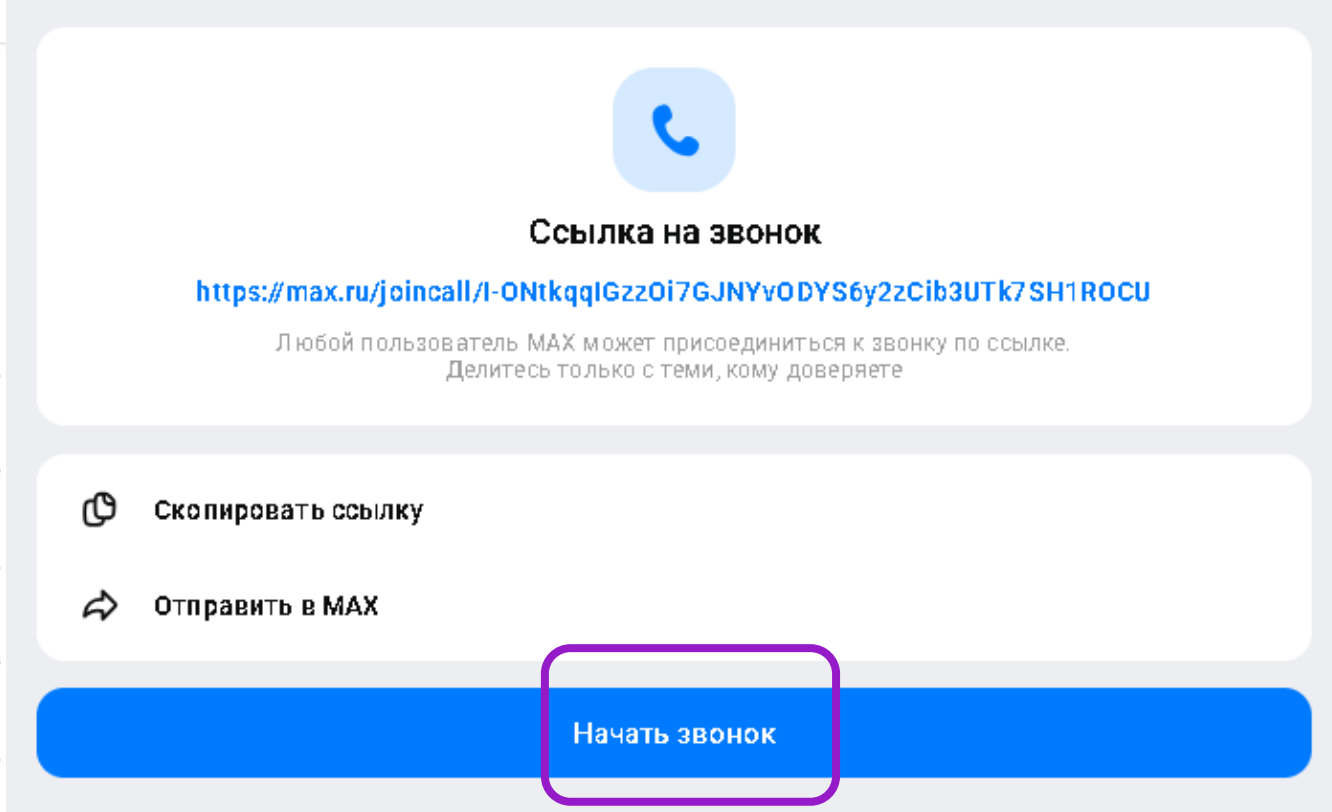 Ссылка на звонок
https://max.ru/joincall/I-ONtkqqIGzzOi7GJNYvODYS6y2zCib3UTk7SH1ROCU
Любой пользователь MAX может присоединиться к звонку по ссылке.
Делитесь только с теми, кому доверяете
Скопировать ссылку
Отправить в MAX
Начать звонок